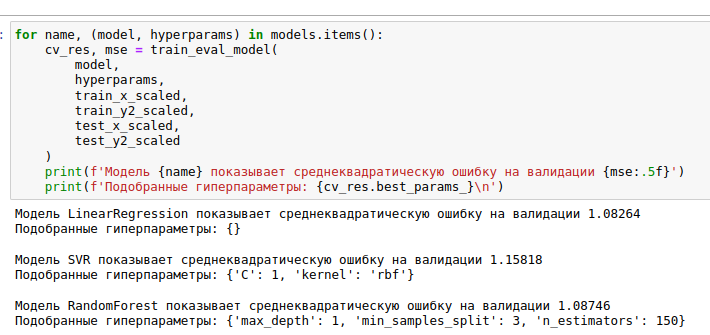 :
for name, (model, hyperparams) in models.items():
    cv_res, mse = train_eval_model(
        model,
        hyperparams,
        train_x_scaled,
        train_y2_scaled,
        test_x_scaled,
        test_y2_scaled
    )
    print(f'Модель {name} показывает среднеквадратическую ошибку на валидации {mse:.5f}')
    print(f'Подобранные гиперпараметры: {cv_res.best_params_}\n')
Модель LinearRegression показывает среднеквадратическую ошибку на валидации 1.08264
Подобранные гиперпараметры: {}
Модель SVR показывает среднеквадратическую ошибку на валидации 1.15818
Подобранные гиперпараметры: {'C': 1, 'kernel': 'rbf'}
Модель RandomForest показывает среднеквадратическую ошибку на валидации 1.08746
Подобранные гиперпараметры: {'max_depth': 1, 'min_samples_split': 3, 'n_estimators': 150}